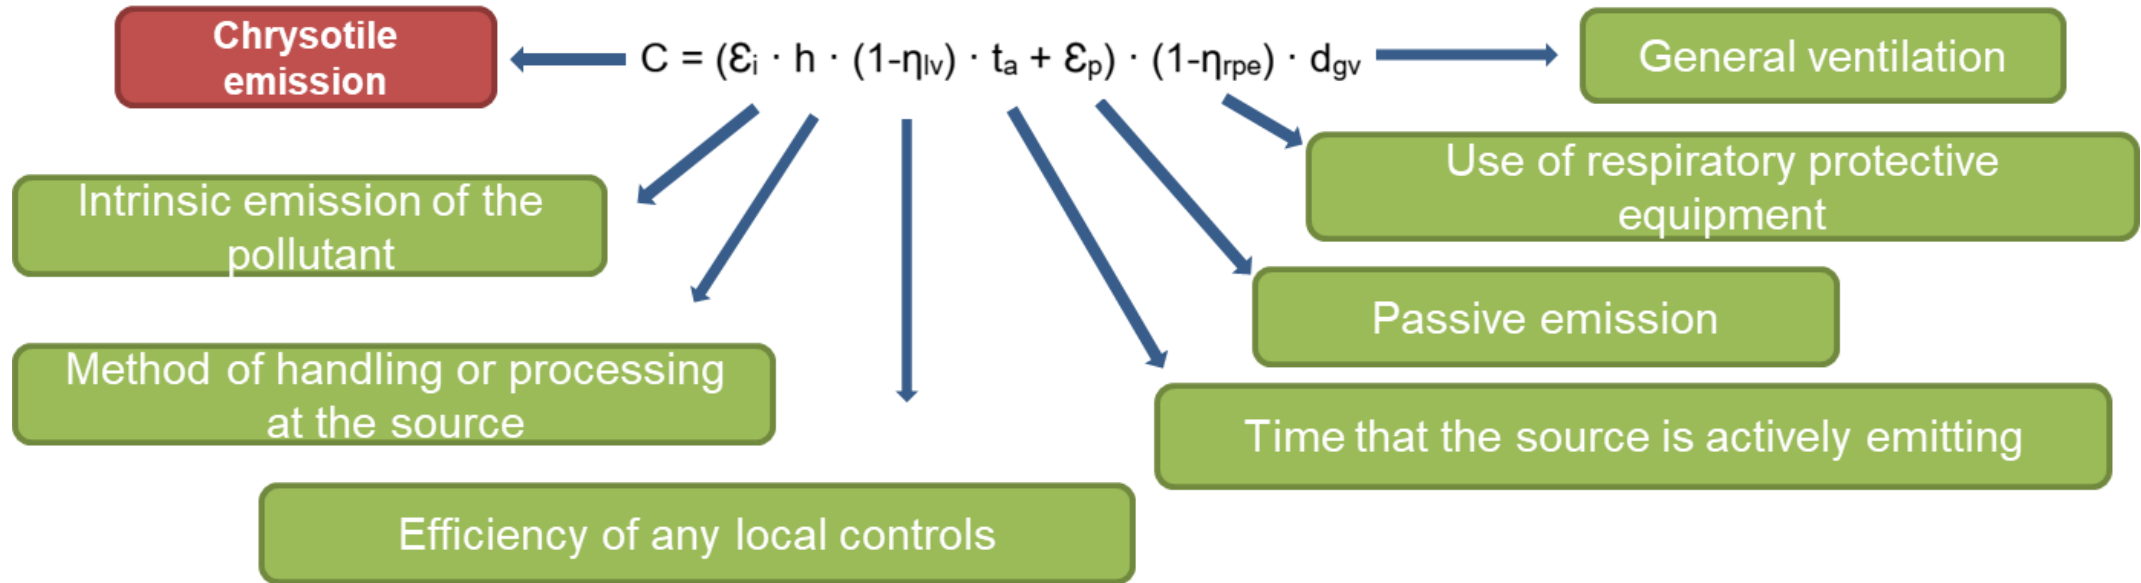 Chrysotile
emission
C = (Ɛi · h · (1-ηlv) · ta + Ɛp) · (1-ηrpe) · dgv
General ventilation
Use of respiratory protective
equipment
Intrinsic emission of the
pollutant
Passive emission
Method of handling or processing
at the source
Time that the source is actively emitting
Efficiency of any local controls